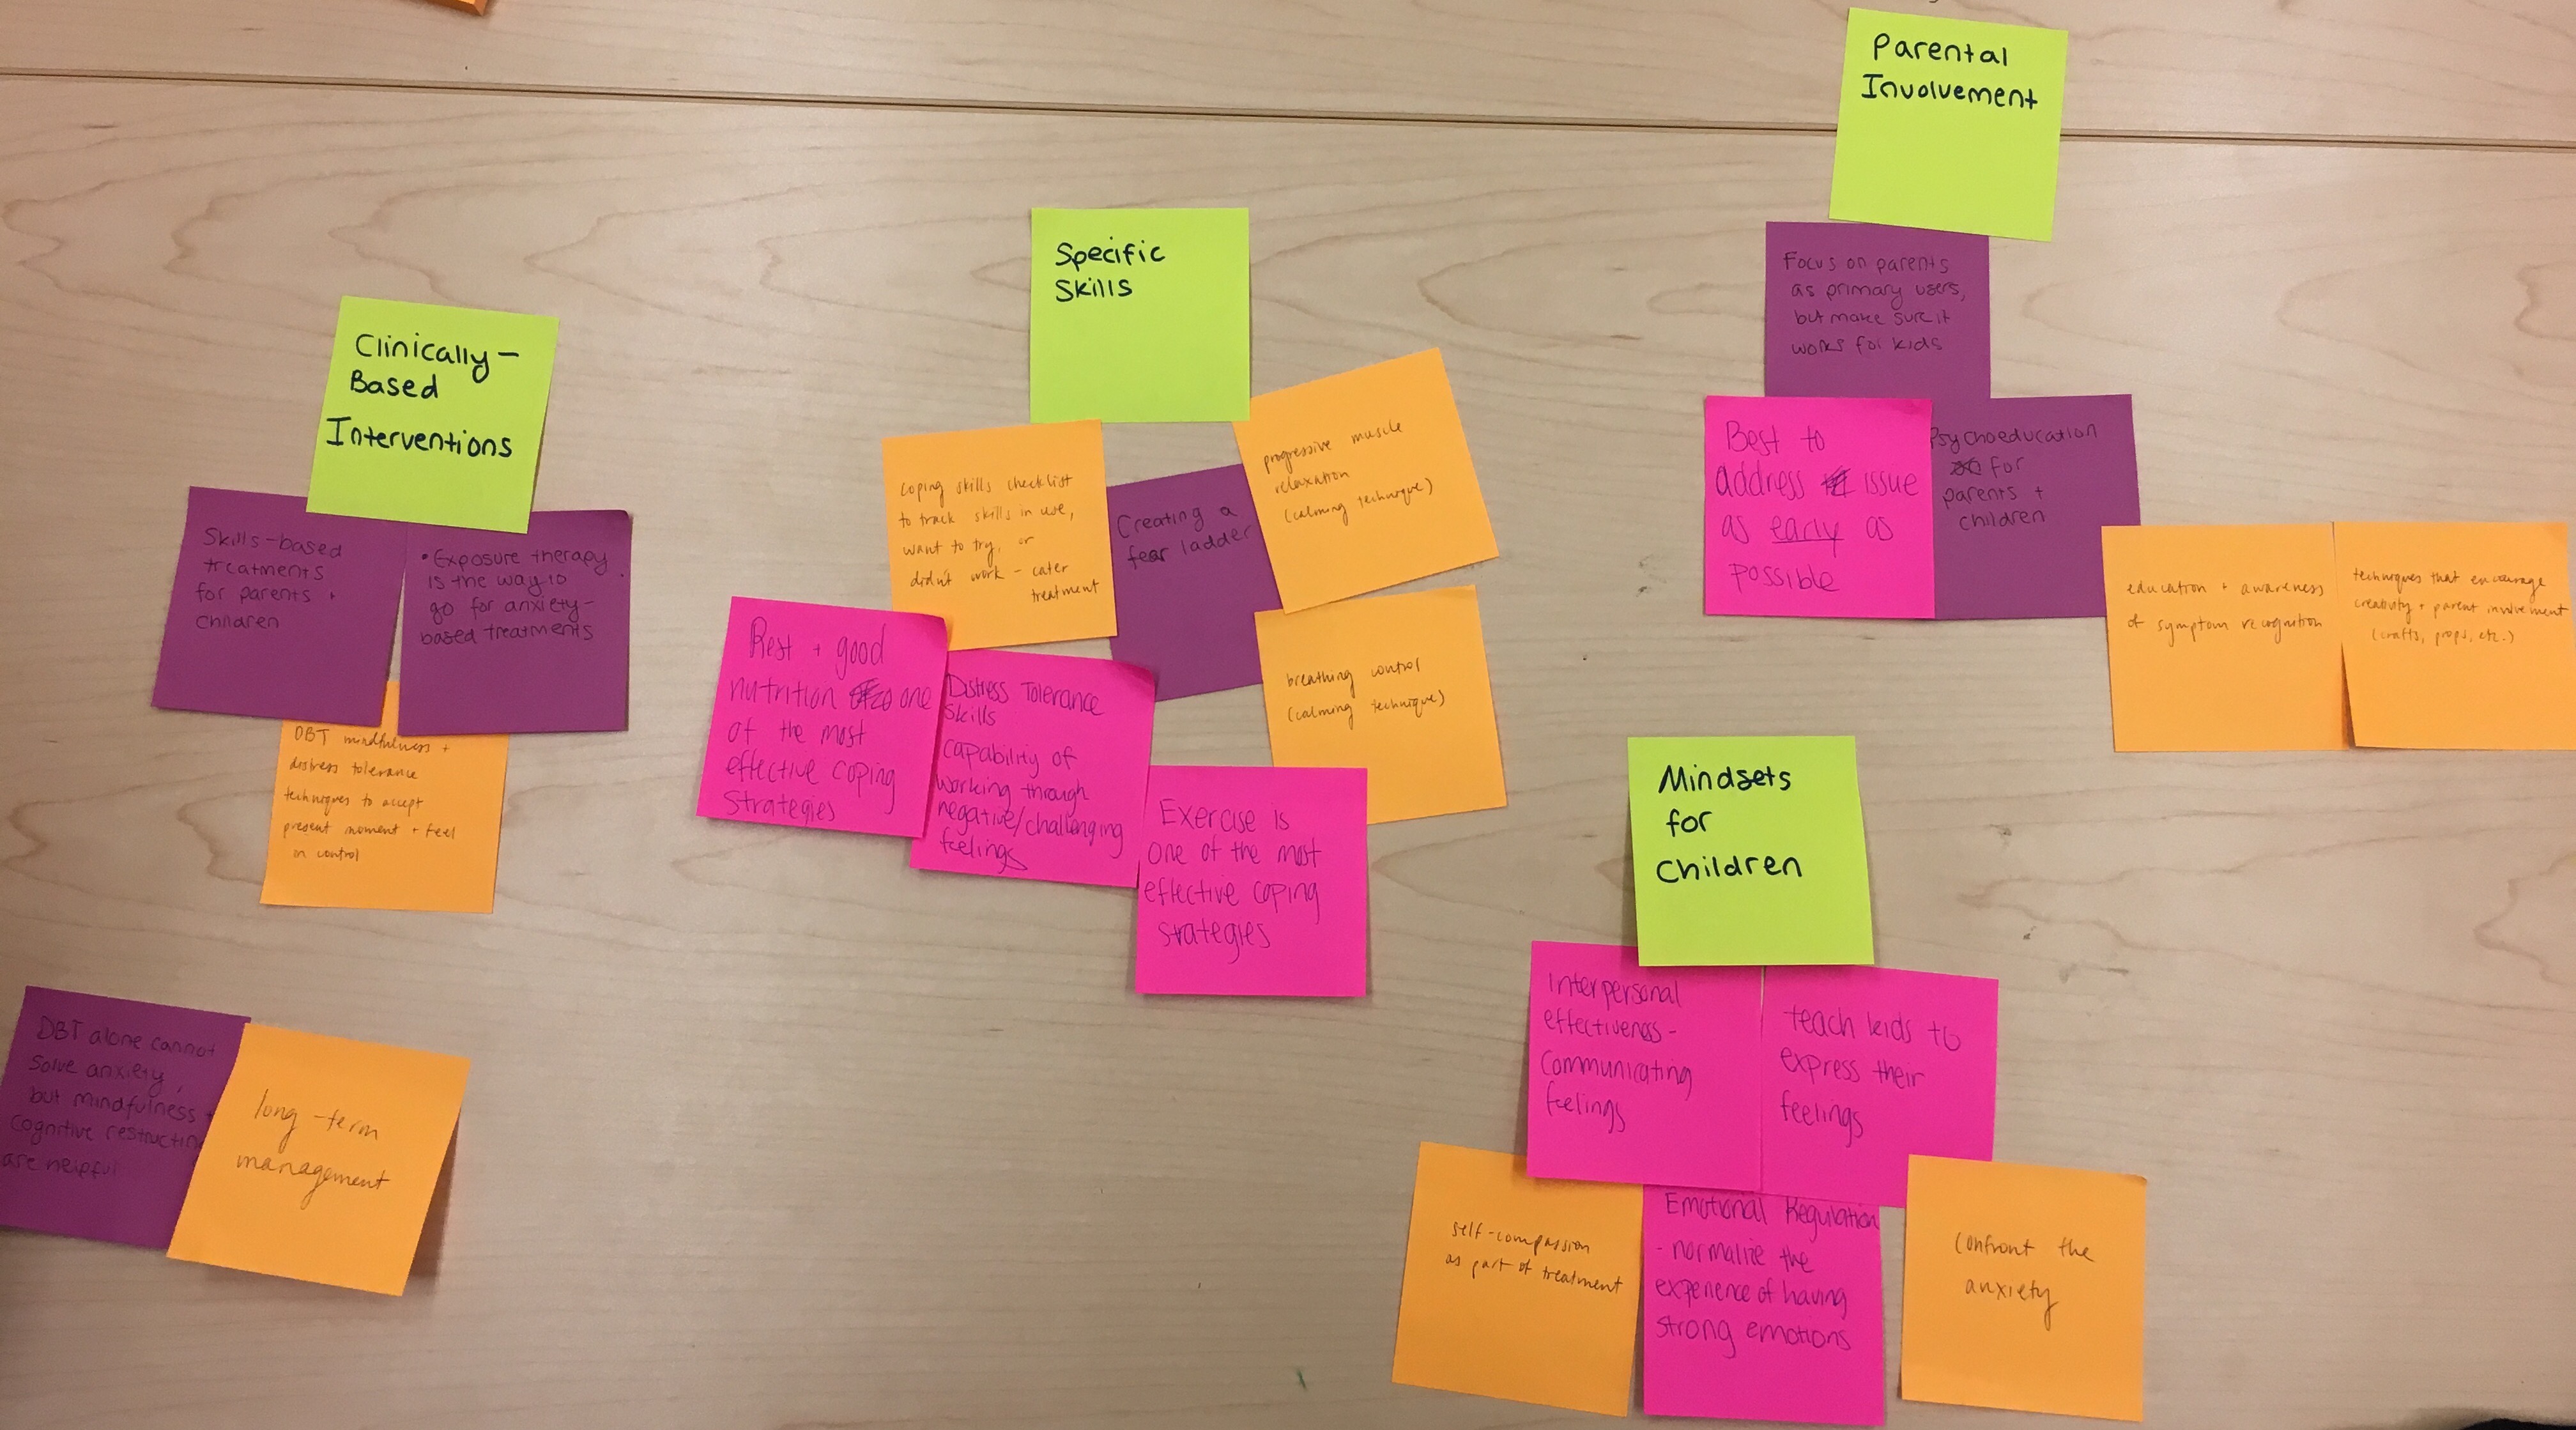 Parental
Involvement
Focus on parents
as primary users,
but make sure it
works for kids
Best to
address issue
as early as
possible
Psychoeducation
for
parents +
children
education + awareness
of symptom recognition
techniques that encourage
creativity + parent involvement
(crafts, props, etc.)
Specific
Skills
coping skills checklist
to track skills in use,
want to try, or
didn't work - cater
treatment
Creating a
fear ladder
progressive muscle
relaxation
(calming technique)
breathing control
(calming technique)
Rest + good
nutrition one
of the most
effective coping
strategies
Distress Tolerance
Skills
capability of
working through
negative/challenging
feelings
Exercise is
one of the most
effective coping
strategies
Clinically-
Based
Interventions
Skills-based
treatments
for parents +
children
• Exposure therapy
is the way to
go for anxiety-
based treatments
DBT mindfulness +
distress tolerance
techniques to accept
present moment + feel
in control
DBT alone cannot
solve anxiety,
but mindfulness +
cognitive restructin
are helpful
long-term
management
Mindsets
for
Children
Interpersonal
effectiveness-
Communicating
feelings
teach kids to
express their
feelings
self-compassion
as part of treatment
Emotional Regulation
- normalize the
experience of having
strong emotions
confront the
anxiety